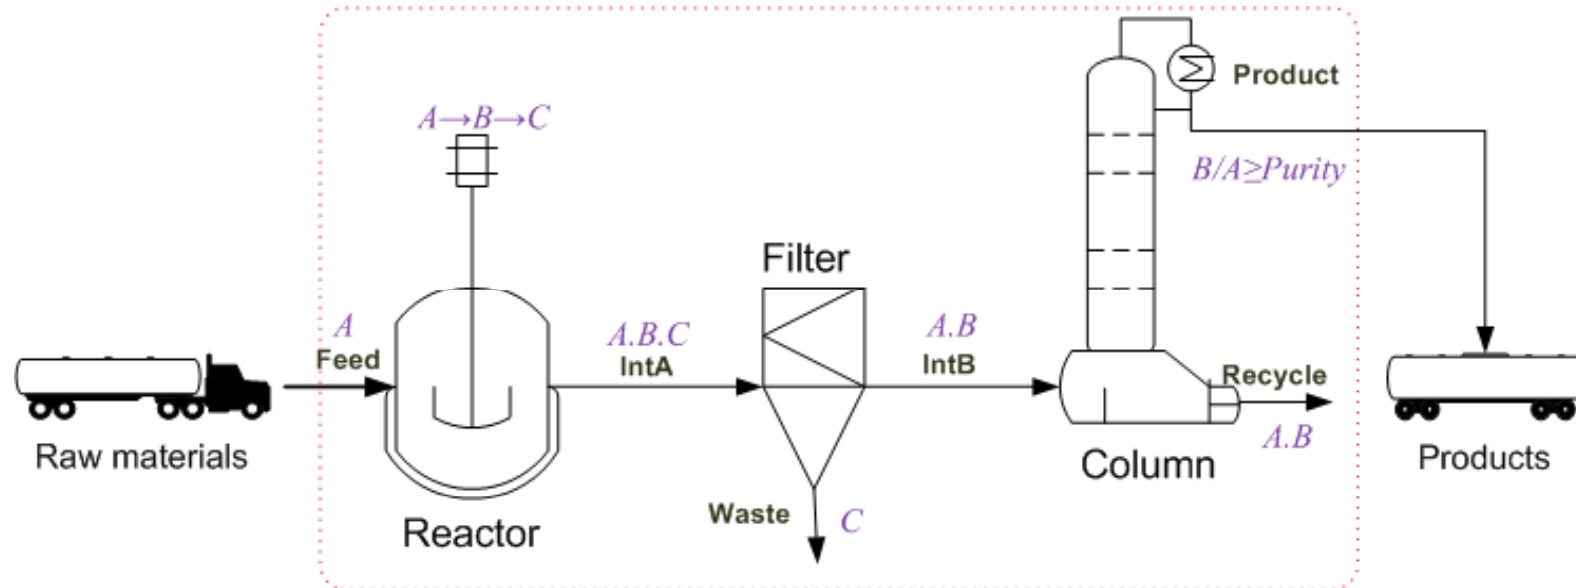 A→B→C
Product
B/A≥Purity
Filter
A
Feed
A.B.C
IntA
A.B
IntB
Recycle
A.B
Raw materials
Reactor
Waste
C
Column
Products